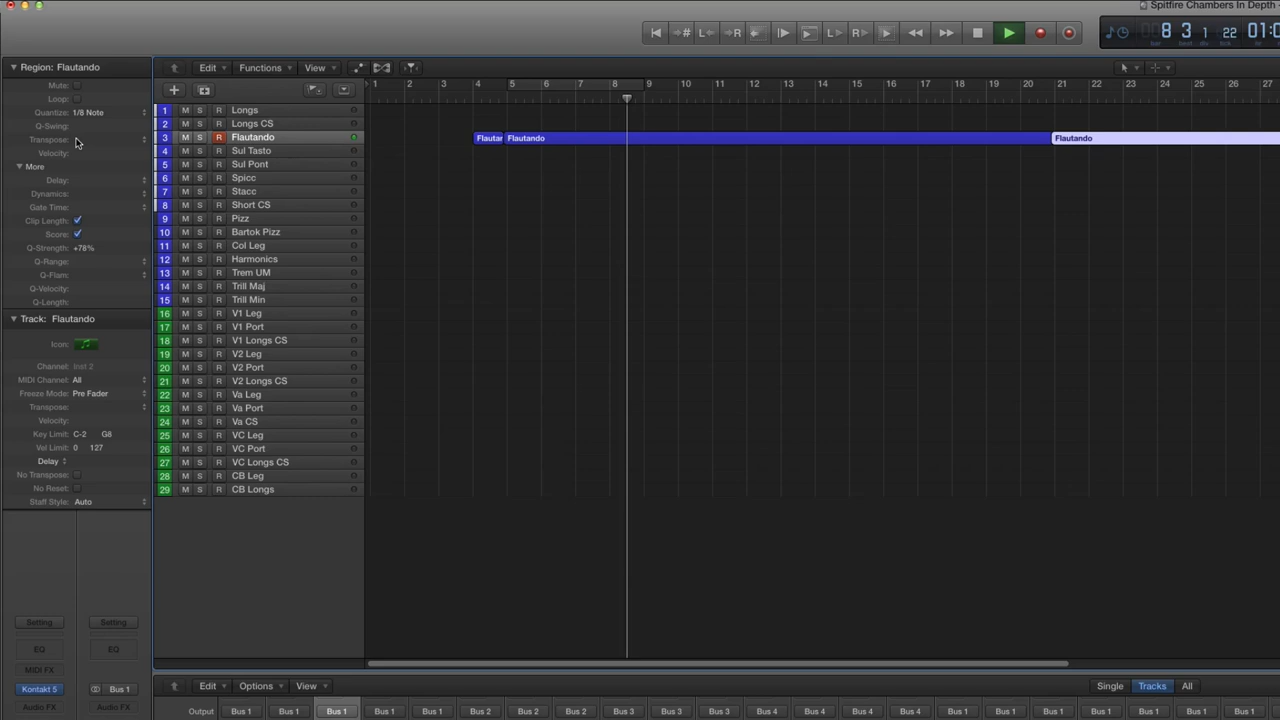 Spitfire Chambers In Depth
8 3 1 22 01:0
bar beat
Region: Flautando
Mute:
Loop:
Quantize: 1/8 Note
Q-Swing:
Transpose:
Velocity:
More
Delay:
Dynamics:
Gate Time:
Clip Length:
Score:
Q-Strength: +78%
Q-Range:
Q-Flam:
Q-Velocity:
Q-Length:
Track: Flautando
Icon:
Channel: Inst 2
MIDI Channel: All
Freeze Mode: Pre Fader
Transpose:
Velocity:
Key Limit: C-2 G8
Vel Limit: 0 127
Delay
No Transpose:
No Reset:
Staff Style: Auto
Setting Setting
EQ EQ
MIDI FX
Kontakt 5 Bus 1
Audio FX Audio FX
Edit Functions View
1 2 3 4 5 6 7 8 9 10 11 12 13 14 15 16 17 18 19 20 21 22 23 24 25 26 27
1 M S R Longs
2 M S R Longs CS
3 M S R Flautando
Flautar Flautando Flautando
4 M S R Sul Tasto
5 M S R Sul Pont
6 M S R Spicc
7 M S R Stacc
8 M S R Short CS
9 M S R Pizz
10 M S R Bartok Pizz
11 M S R Col Leg
12 M S R Harmonics
13 M S R Trem UM
14 M S R Trill Maj
15 M S R Trill Min
16 M S R V1 Leg
17 M S R V1 Port
18 M S R V1 Longs CS
19 M S R V2 Leg
20 M S R V2 Port
21 M S R V2 Longs CS
22 M S R Va Leg
23 M S R Va Port
24 M S R Va CS
25 M S R VC Leg
26 M S R VC Port
27 M S R VC Longs CS
28 M S R CB Leg
29 M S R CB Longs
Edit Options View Single Tracks All
Output Bus 1 Bus 1 Bus 1 Bus 1 Bus 1 Bus 2 Bus 2 Bus 2 Bus 3 Bus 3 Bus 3 Bus 4 Bus 4 Bus 4 Bus 4 Bus 1 Bus 1 Bus 1 Bus 1 Bus 1 Bus 1 Bus 1